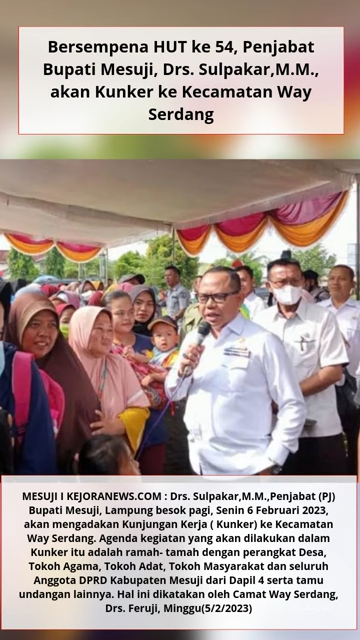 Bersempena HUT ke 54, Penjabat
Bupati Mesuji, Drs. Sulpakar,M.M.,
akan Kunker ke Kecamatan Way
Serdang
MESUJI I KEJORANEWS.COM : Drs. Sulpakar,M.M.,Penjabat (PJ)
Bupati Mesuji, Lampung besok pagi, Senin 6 Februari 2023,
akan mengadakan Kunjungan Kerja ( Kunker) ke Kecamatan
Way Serdang. Agenda kegiatan yang akan dilakukan dalam
Kunker itu adalah ramah- tamah dengan perangkat Desa,
Tokoh Agama, Tokoh Adat, Tokoh Masyarakat dan seluruh
Anggota DPRD Kabupaten Mesuji dari Dapil 4 serta tamu
undangan lainnya. Hal ini dikatakan oleh Camat Way Serdang,
Drs. Feruji, Minggu(5/2/2023)